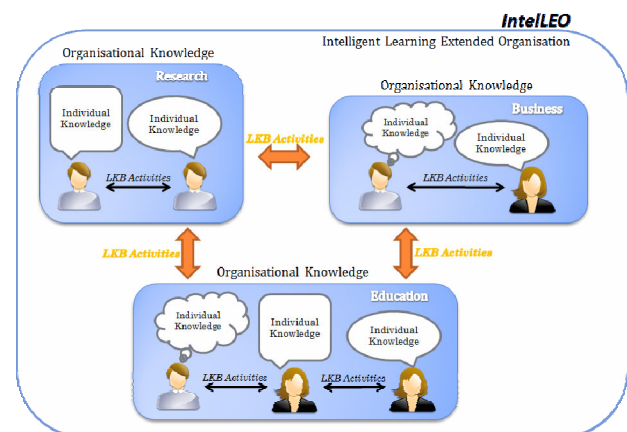 IntelLEO
Intelligent Learning Extended Organisation
Organisational Knowledge
Research
Individual
Knowledge
Individual
Knowledge
LKB Activities
LKB Activities
Organisational Knowledge
Business
Individual
Knowledge
Individual
Knowledge
LKB Activities
LKB Activities
LKB Activities
Organisational Knowledge
Education
Individual
Knowledge
Individual
Knowledge
Individual
Knowledge
LKB Activities
LKB Activities